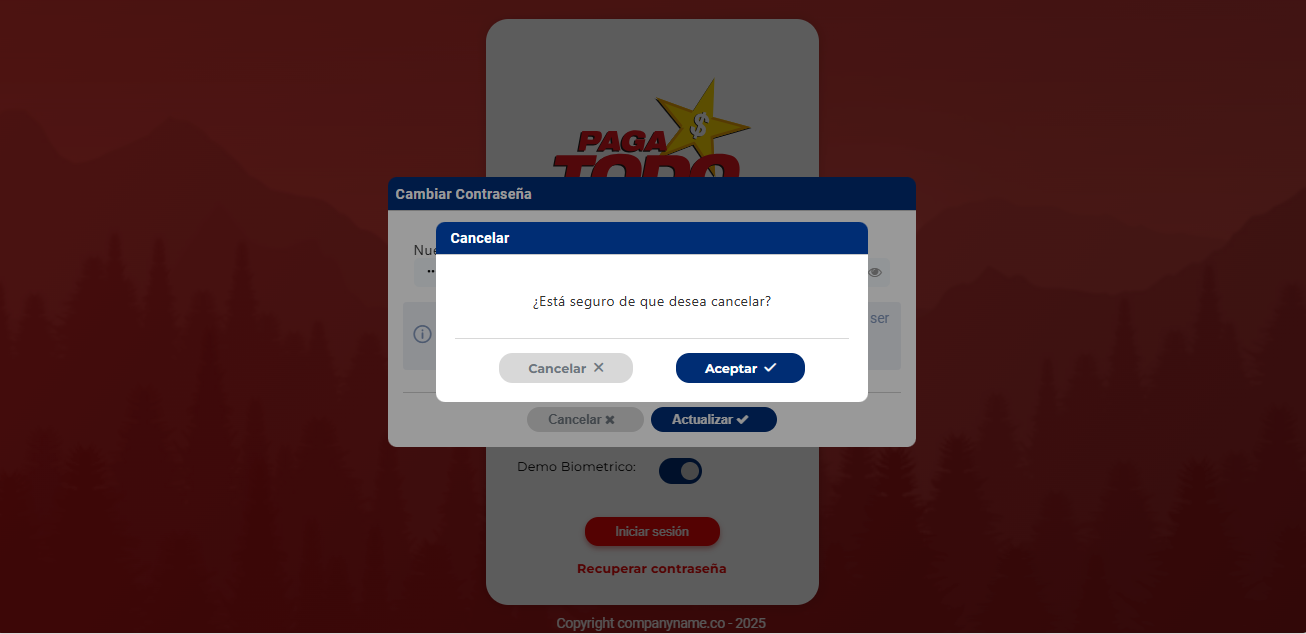 $
PAGA
TODO
Cambiar Contraseña
Cancelar
¿Está seguro de que desea cancelar?
ser
Cancelar
Aceptar
Cancelar
Actualizar
Demo Biometrico:
Iniciar sesión
Recuperar contraseña
Copyright companyname.co - 2025